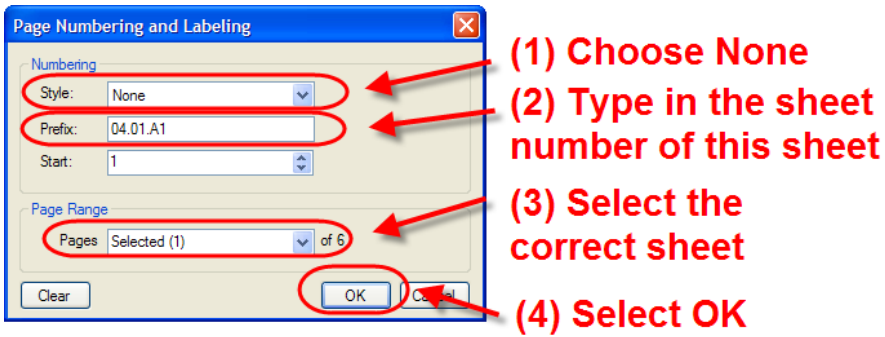 Page Numbering and Labeling
(1) Choose None
Numbering
Style: None
(2) Type in the sheet
number of this sheet
Prefix: 04.01.A1
Start: 1
(3) Select the
correct sheet
Page Range
Pages Selected (1) of 6
Clear OK Cancel
(4) Select OK